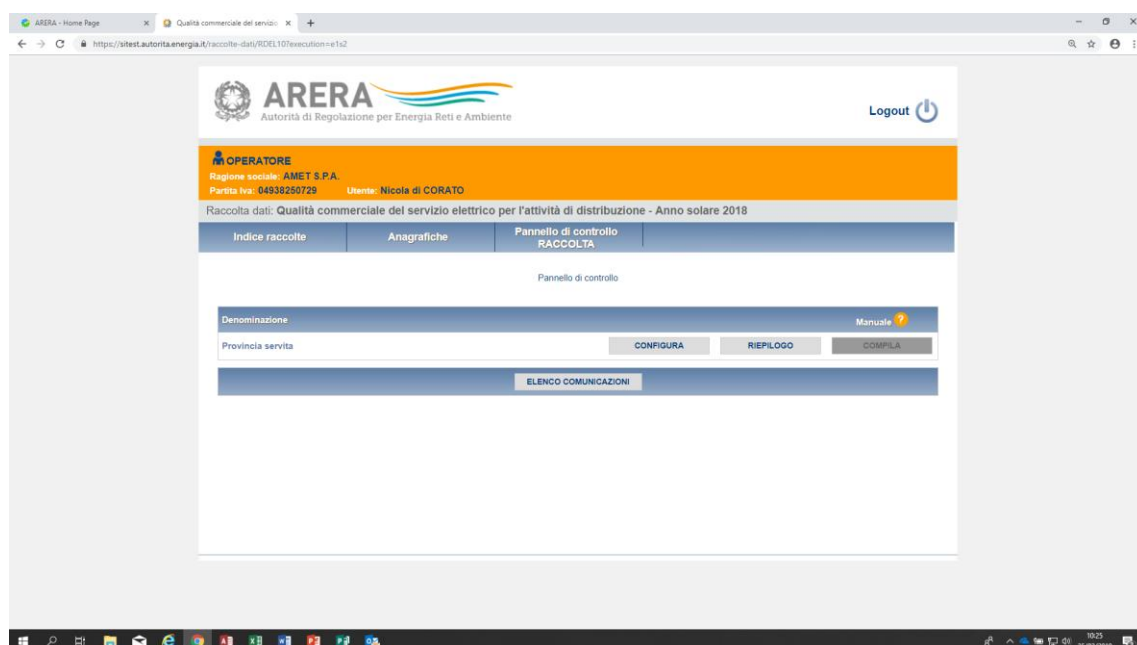 ARERA - Home Page
Qualità commerciale del servizio
https://sitest.autorita.energia.it/raccolte-dati/RDEL10?execution=e1s2
ARERA
Autorità di Regolazione per Energia Reti e Ambiente
Logout
OPERATORE
Ragione sociale: AMET S.P.A.
Partita Iva: 04938250729 Utente: Nicola di CORATO
Raccolta dati: Qualità commerciale del servizio elettrico per l'attività di distribuzione - Anno solare 2018
Indice raccolte Anagrafiche Pannello di controllo
RACCOLTA
Pannello di controllo
Denominazione Manuale ?
Provincia servita CONFIGURA RIEPILOGO COMPILA
ELENCO COMUNICAZIONI
10:25